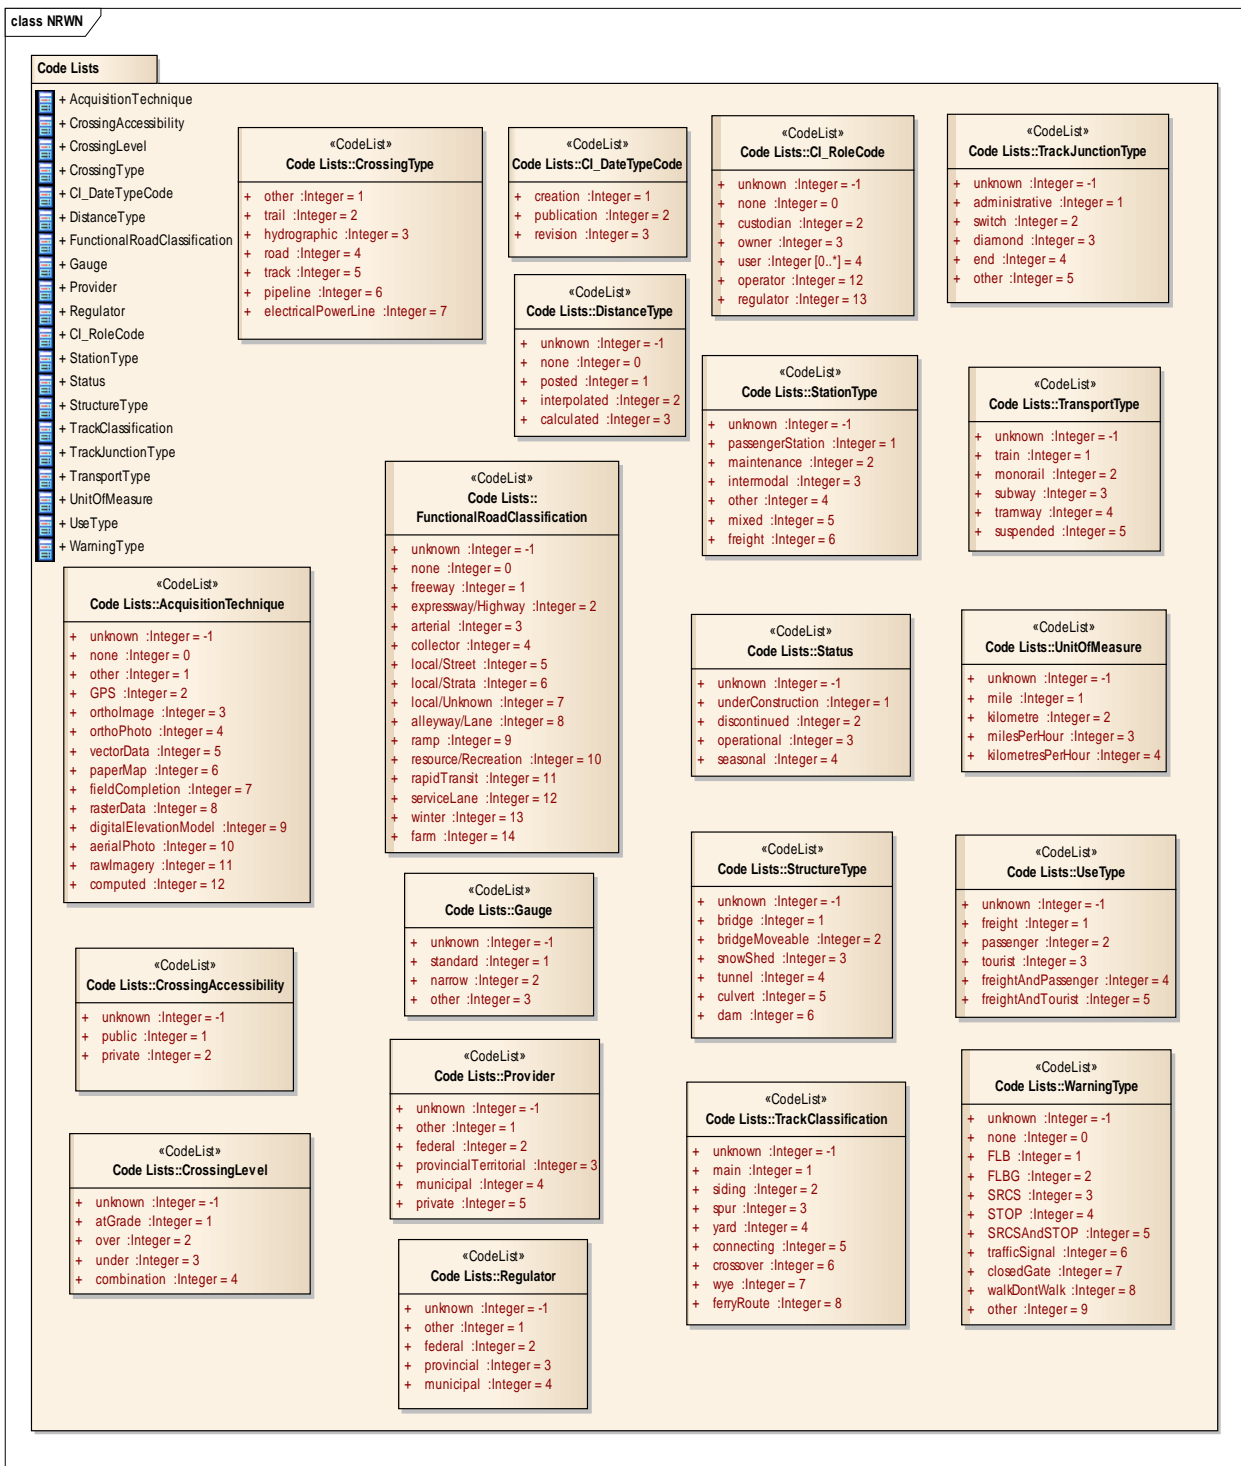 class NRWN
Code Lists
+ AcquisitionTechnique
+ CrossingAccessibility
+ CrossingLevel
+ CrossingType
+ CI_DateTypeCode
+ DistanceType
+ FunctionalRoadClassification
+ Gauge
+ Provider
+ Regulator
+ CI_RoleCode
+ StationType
+ Status
+ StructureType
+ TrackClassification
+ TrackJunctionType
+ TransportType
+ UnitOfMeasure
+ UseType
+ WarningType
«CodeList»
Code Lists::CrossingType
+ other :Integer = 1
+ trail :Integer = 2
+ hydrographic :Integer = 3
+ road :Integer = 4
+ track :Integer = 5
+ pipeline :Integer = 6
+ electricalPowerLine :Integer = 7
«CodeList»
Code Lists::CI_DateTypeCode
+ creation :Integer = 1
+ publication :Integer = 2
+ revision :Integer = 3
«CodeList»
Code Lists::CI_RoleCode
+ unknown :Integer = -1
+ none :Integer = 0
+ custodian :Integer = 2
+ owner :Integer = 3
+ user :Integer [0..*] = 4
+ operator :Integer = 12
+ regulator :Integer = 13
«CodeList»
Code Lists::TrackJunctionType
+ unknown :Integer = -1
+ administrative :Integer = 1
+ switch :Integer = 2
+ diamond :Integer = 3
+ end :Integer = 4
+ other :Integer = 5
«CodeList»
Code Lists::DistanceType
+ unknown :Integer = -1
+ none :Integer = 0
+ posted :Integer = 1
+ interpolated :Integer = 2
+ calculated :Integer = 3
«CodeList»
Code Lists::StationType
+ unknown :Integer = -1
+ passengerStation :Integer = 1
+ maintenance :Integer = 2
+ intermodal :Integer = 3
+ other :Integer = 4
+ mixed :Integer = 5
+ freight :Integer = 6
«CodeList»
Code Lists::TransportType
+ unknown :Integer = -1
+ train :Integer = 1
+ monorail :Integer = 2
+ subway :Integer = 3
+ tramway :Integer = 4
+ suspended :Integer = 5
«CodeList»
Code Lists::
FunctionalRoadClassification
+ unknown :Integer = -1
+ none :Integer = 0
+ freeway :Integer = 1
+ expressway/Highway :Integer = 2
+ arterial :Integer = 3
+ collector :Integer = 4
+ local/Street :Integer = 5
+ local/Strata :Integer = 6
+ local/Unknown :Integer = 7
+ alleyway/Lane :Integer = 8
+ ramp :Integer = 9
+ resource/Recreation :Integer = 10
+ rapidTransit :Integer = 11
+ serviceLane :Integer = 12
+ winter :Integer = 13
+ farm :Integer = 14
«CodeList»
Code Lists::AcquisitionTechnique
+ unknown :Integer = -1
+ none :Integer = 0
+ other :Integer = 1
+ GPS :Integer = 2
+ orthoImage :Integer = 3
+ orthoPhoto :Integer = 4
+ vectorData :Integer = 5
+ paperMap :Integer = 6
+ fieldCompletion :Integer = 7
+ rasterData :Integer = 8
+ digitalElevationModel :Integer = 9
+ aerialPhoto :Integer = 10
+ rawImagery :Integer = 11
+ computed :Integer = 12
«CodeList»
Code Lists::Status
+ unknown :Integer = -1
+ underConstruction :Integer = 1
+ discontinued :Integer = 2
+ operational :Integer = 3
+ seasonal :Integer = 4
«CodeList»
Code Lists::UnitOfMeasure
+ unknown :Integer = -1
+ mile :Integer = 1
+ kilometre :Integer = 2
+ milesPerHour :Integer = 3
+ kilometresPerHour :Integer = 4
«CodeList»
Code Lists::StructureType
+ unknown :Integer = -1
+ bridge :Integer = 1
+ bridgeMoveable :Integer = 2
+ snowShed :Integer = 3
+ tunnel :Integer = 4
+ culvert :Integer = 5
+ dam :Integer = 6
«CodeList»
Code Lists::UseType
+ unknown :Integer = -1
+ freight :Integer = 1
+ passenger :Integer = 2
+ tourist :Integer = 3
+ freightAndPassenger :Integer = 4
+ freightAndTourist :Integer = 5
«CodeList»
Code Lists::Gauge
+ unknown :Integer = -1
+ standard :Integer = 1
+ narrow :Integer = 2
+ other :Integer = 3
«CodeList»
Code Lists::CrossingAccessibility
+ unknown :Integer = -1
+ public :Integer = 1
+ private :Integer = 2
«CodeList»
Code Lists::Provider
+ unknown :Integer = -1
+ other :Integer = 1
+ federal :Integer = 2
+ provincialTerritorial :Integer = 3
+ municipal :Integer = 4
+ private :Integer = 5
«CodeList»
Code Lists::TrackClassification
+ unknown :Integer = -1
+ main :Integer = 1
+ siding :Integer = 2
+ spur :Integer = 3
+ yard :Integer = 4
+ connecting :Integer = 5
+ crossover :Integer = 6
+ wye :Integer = 7
+ ferryRoute :Integer = 8
«CodeList»
Code Lists::WarningType
+ unknown :Integer = -1
+ none :Integer = 0
+ FLB :Integer = 1
+ FLBG :Integer = 2
+ SRCS :Integer = 3
+ STOP :Integer = 4
+ SRCSAndSTOP :Integer = 5
+ trafficSignal :Integer = 6
+ closedGate :Integer = 7
+ walkDontWalk :Integer = 8
+ other :Integer = 9
«CodeList»
Code Lists::CrossingLevel
+ unknown :Integer = -1
+ atGrade :Integer = 1
+ over :Integer = 2
+ under :Integer = 3
+ combination :Integer = 4
«CodeList»
Code Lists::Regulator
+ unknown :Integer = -1
+ other :Integer = 1
+ federal :Integer = 2
+ provincial :Integer = 3
+ municipal :Integer = 4